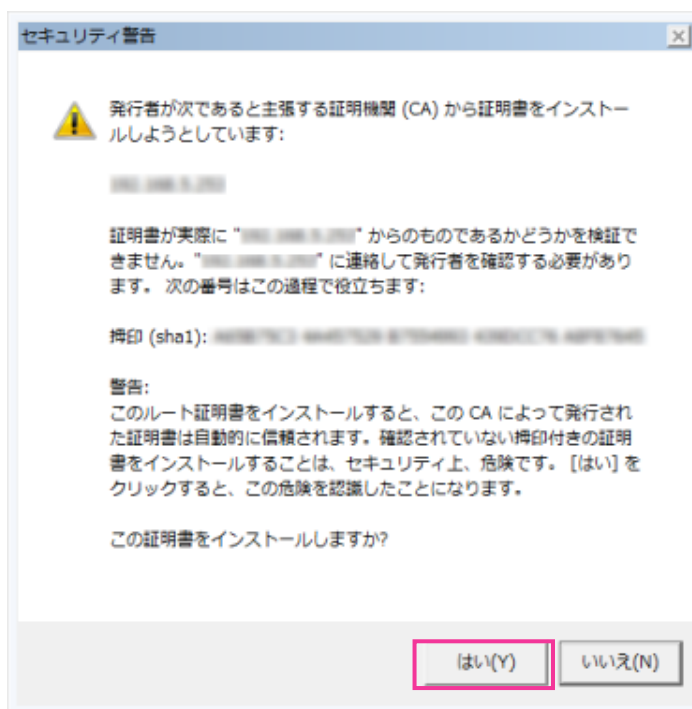 セキュリティ警告
発行者が次であると主張する証明機関 (CA) から証明書をインストー
ルしようとしています:
証明書が実際に "" からのものであるかどうかを検証で
きません。"" に連絡して発行者を確認する必要があり
ます。 次の番号はこの過程で役立ちます:
拇印 (sha1):
警告:
このルート証明書をインストールすると、この CA によって発行され
た証明書は自動的に信頼されます。確認されていない拇印付きの証明
書をインストールすることは、セキュリティ上、危険です。 [はい] を
クリックすると、この危険を認識したことになります。
この証明書をインストールしますか?
はい(Y)
いいえ(N)